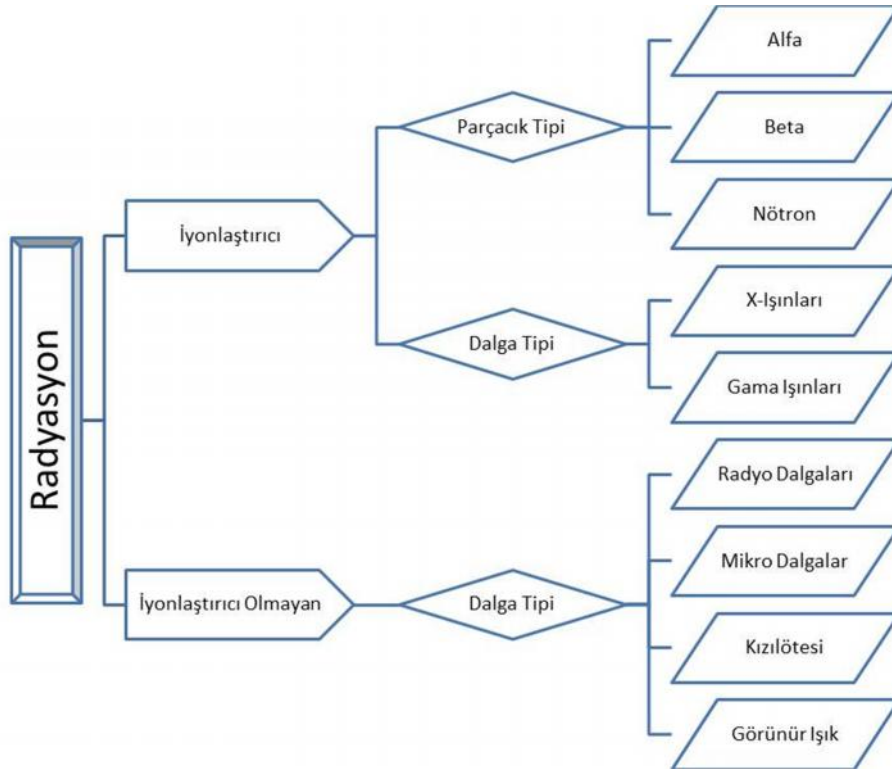 Radyasyon
İyonlaştırıcı
Parçacık Tipi
Alfa
Beta
Nötron
Dalga Tipi
X-Işınları
Gama Işınları
İyonlaştırıcı Olmayan
Dalga Tipi
Radyo Dalgaları
Mikro Dalgalar
Kızılötesi
Görünür Işık